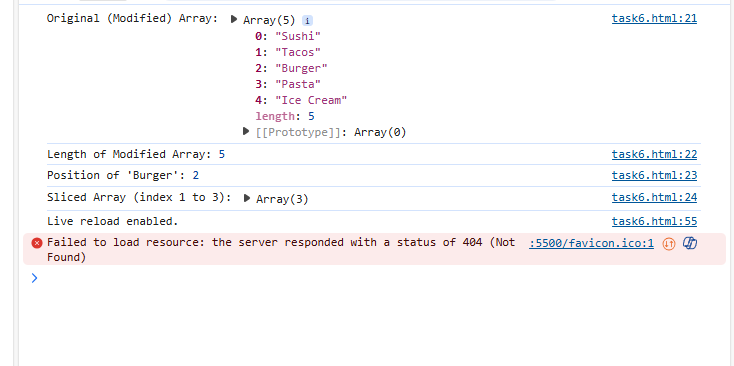 Original (Modified) Array: ▶ Array(5) i task6.html:21
0: "Sushi"
1: "Tacos"
2: "Burger"
3: "Pasta"
4: "Ice Cream"
length: 5
▶ [[Prototype]]: Array(0)
Length of Modified Array: 5 task6.html:22
Position of 'Burger': 2 task6.html:23
Sliced Array (index 1 to 3): ▶ Array(3) task6.html:24
Live reload enabled. task6.html:55
Failed to load resource: the server responded with a status of 404 (Not :5500/favicon.ico:1
Found)